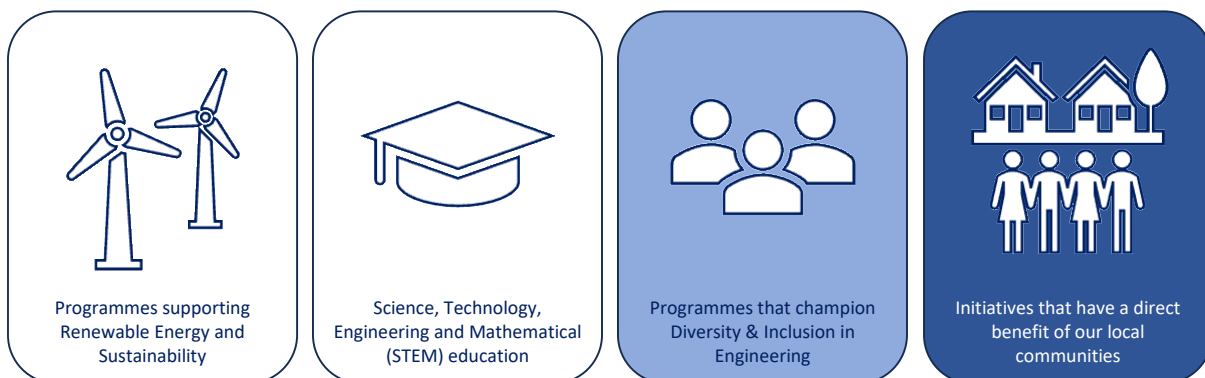 Programmes supporting
Renewable Energy and
Sustainability
Science, Technology,
Engineering and Mathematical
(STEM) education
Programmes that champion
Diversity & Inclusion in
Engineering
Initiatives that have a direct
benefit of our local
communities